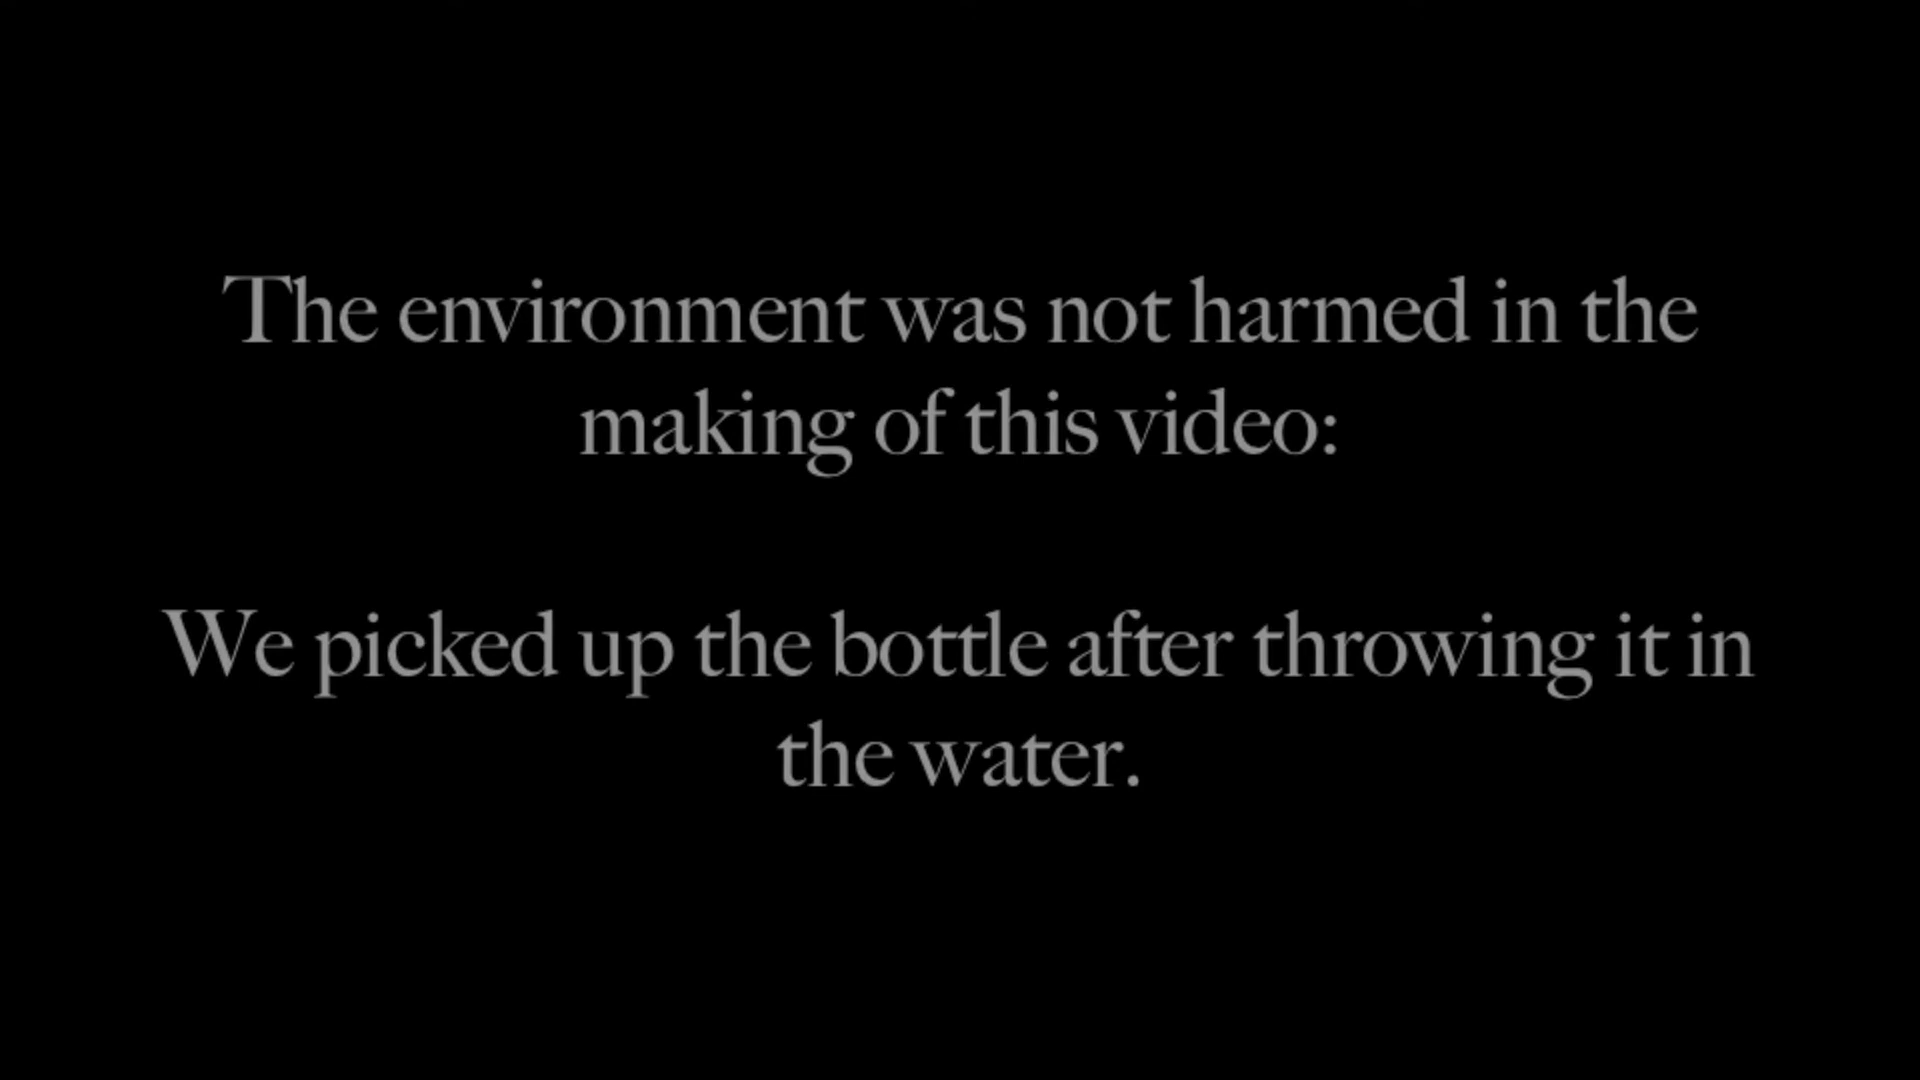 The environment was not harmed in the
making of this video:
We picked up the bottle after throwing it in
the water.